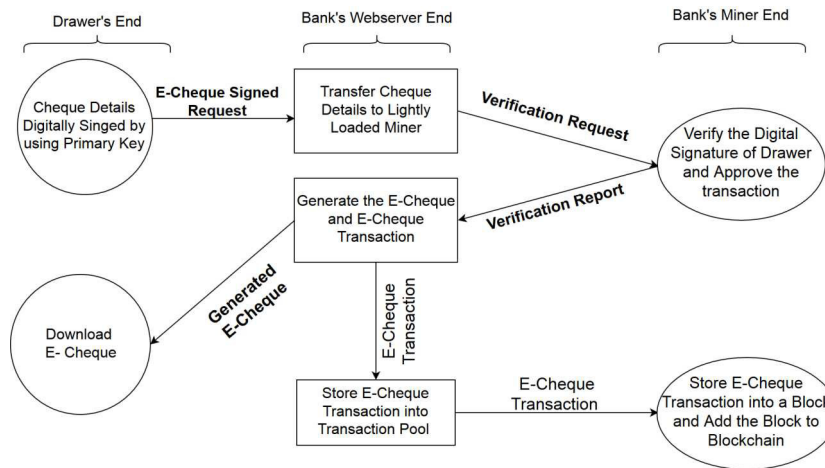 Drawer's End
Bank's Webserver End
Bank's Miner End
Cheque Details
Digitally Singed by
using Primary Key
E-Cheque Signed
Request
Transfer Cheque
Details to Lightly
Loaded Miner
Verification Request
Verify the Digital
Signature of Drawer
and Approve the
transaction
Verification Report
Generate the E-Cheque
and E-Cheque
Transaction
Generated
E-Cheque
Download
E- Cheque
E-Cheque
Transaction
Store E-Cheque
Transaction into
Transaction Pool
E-Cheque
Transaction
Store E-Cheque
Transaction into a Block
and Add the Block to
Blockchain